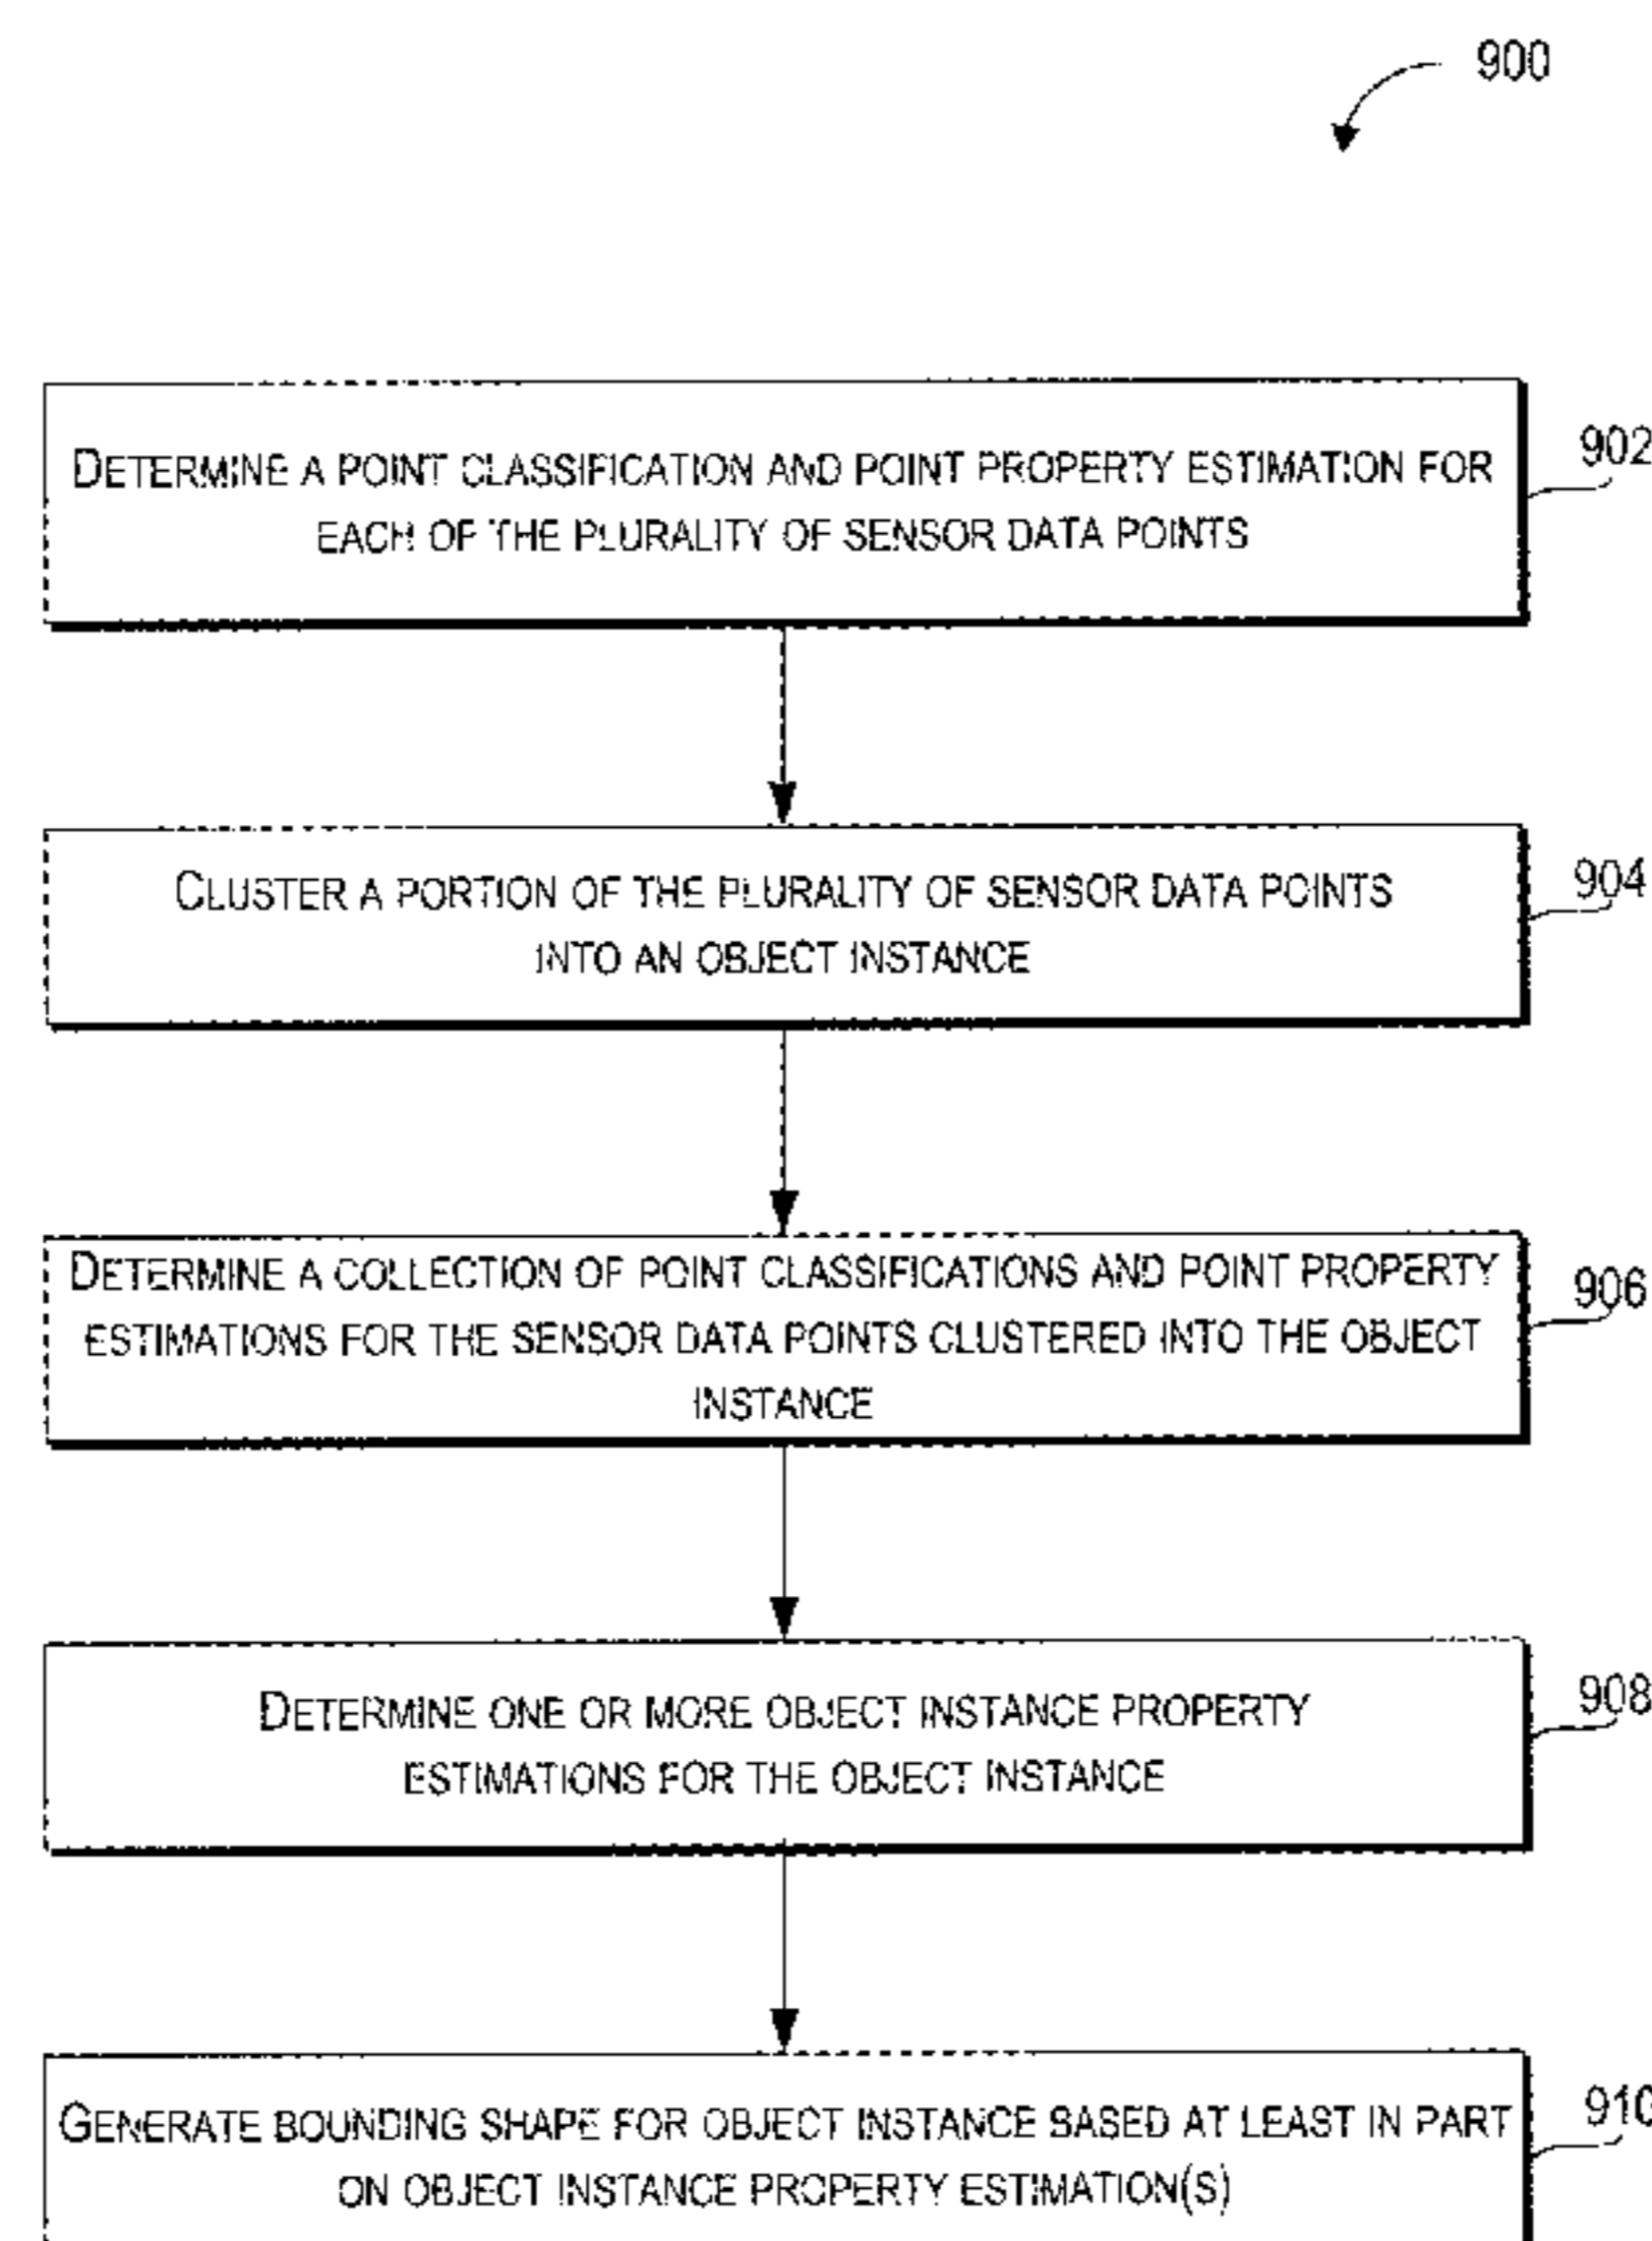 900
DETERMINE A POINT CLASSIFICATION AND POINT PROPERTY ESTIMATION FOR
EACH OF THE PLURALITY OF SENSOR DATA POINTS
902
CLUSTER A PORTION OF THE PLURALITY OF SENSOR DATA POINTS
INTO AN OBJECT INSTANCE
904
DETERMINE A COLLECTION OF POINT CLASSIFICATIONS AND POINT PROPERTY
ESTIMATIONS FOR THE SENSOR DATA POINTS CLUSTERED INTO THE OBJECT
INSTANCE
906
DETERMINE ONE OR MORE OBJECT INSTANCE PROPERTY
ESTIMATIONS FOR THE OBJECT INSTANCE
908
GENERATE BOUNDING SHAPE FOR OBJECT INSTANCE BASED AT LEAST IN PART
ON OBJECT INSTANCE PROPERTY ESTIMATION(S)
910